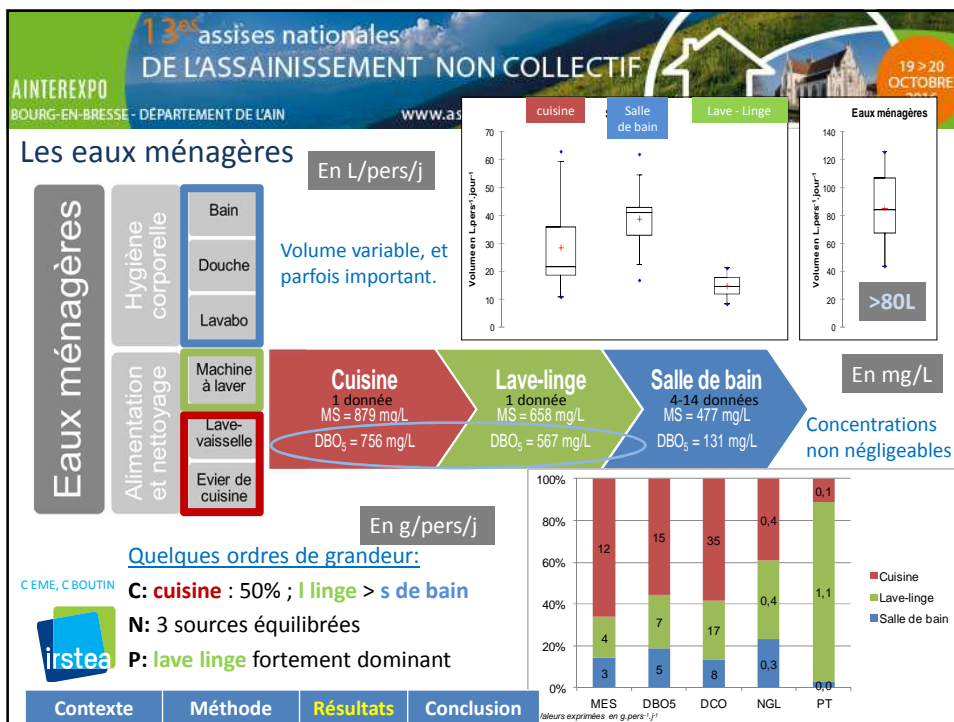 13es assises nationales
DE L'ASSAINISSEMENT NON COLLECTIF
AINTEREXPO
BOURG-EN-BRESSE - DÉPARTEMENT DE L'AIN
www.as
19 > 20
OCTOBRE
Les eaux ménagères
En L/pers/j
Eaux ménagères
Hygiène corporelle
Bain
Douche
Lavabo
Alimentation et nettoyage
Machine
à laver
Lave-
vaisselle
Evier de
cuisine
Volume variable, et
parfois important.
cuisine
Salle
de bain
Lave - Linge
Volume en L.pers⁻¹.jour⁻¹
70
60
50
40
30
20
10
0
Eaux ménagères
Volume en L.pers⁻¹.jour⁻¹
140
120
100
80
60
40
20
0
>80L
Cuisine
1 donnée
MS = 879 mg/L
DBO₅ = 756 mg/L
Lave-linge
1 donnée
MS = 658 mg/L
DBO₅ = 567 mg/L
Salle de bain
4-14 données
MS = 477 mg/L
DBO₅ = 131 mg/L
En mg/L
Concentrations
non négligeables
En g/pers/j
Quelques ordres de grandeur:
C: cuisine : 50% ; l linge > s de bain
N: 3 sources équilibrées
P: lave linge fortement dominant
C EME, C BOUTIN
irstea
100%
80%
60%
40%
20%
0%
12
4
3
15
7
5
35
17
8
0,4
0,4
0,3
0,1
1,1
0,0
MES DBO5 DCO NGL PT
Cuisine
Lave-linge
Salle de bain
aleurs exprimées en g.pers⁻¹.j⁻¹
Contexte Méthode Résultats Conclusion